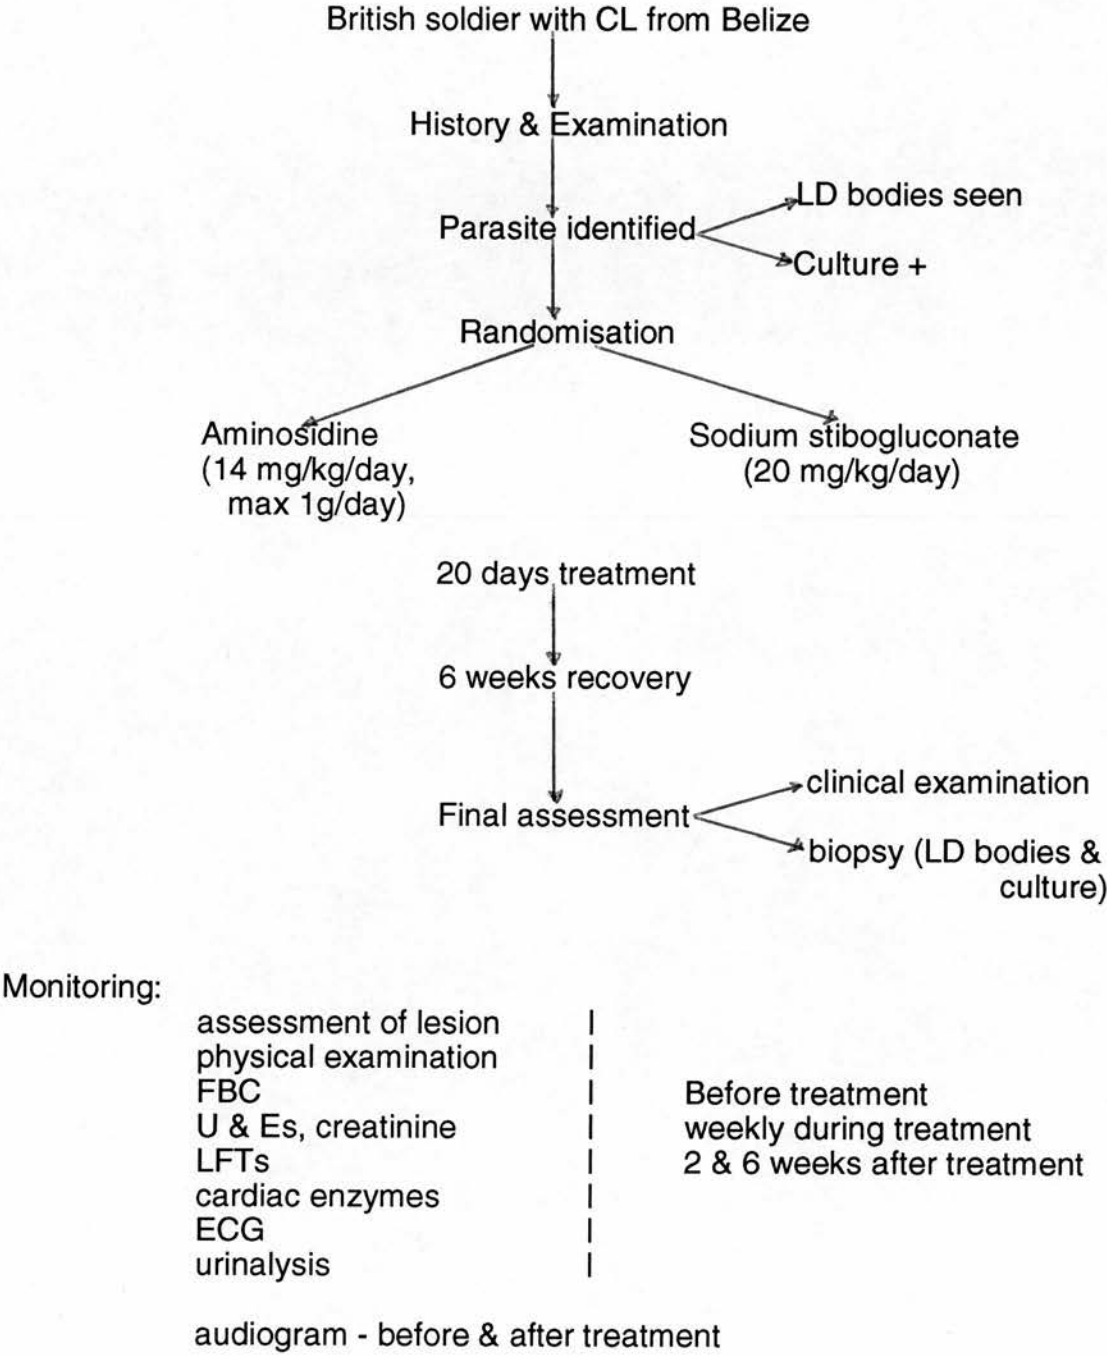 British soldier with CL from Belize
History & Examination
Parasite identified
LD bodies seen
Culture +
Randomisation
Aminosidine
(14 mg/kg/day,
max 1g/day)
Sodium stibogluconate
(20 mg/kg/day)
20 days treatment
6 weeks recovery
Final assessment
clinical examination
biopsy (LD bodies &
culture)
Monitoring:
assessment of lesion
physical examination
FBC
U & Es, creatinine
LFTs
cardiac enzymes
ECG
urinalysis
Before treatment
weekly during treatment
2 & 6 weeks after treatment
audiogram - before & after treatment